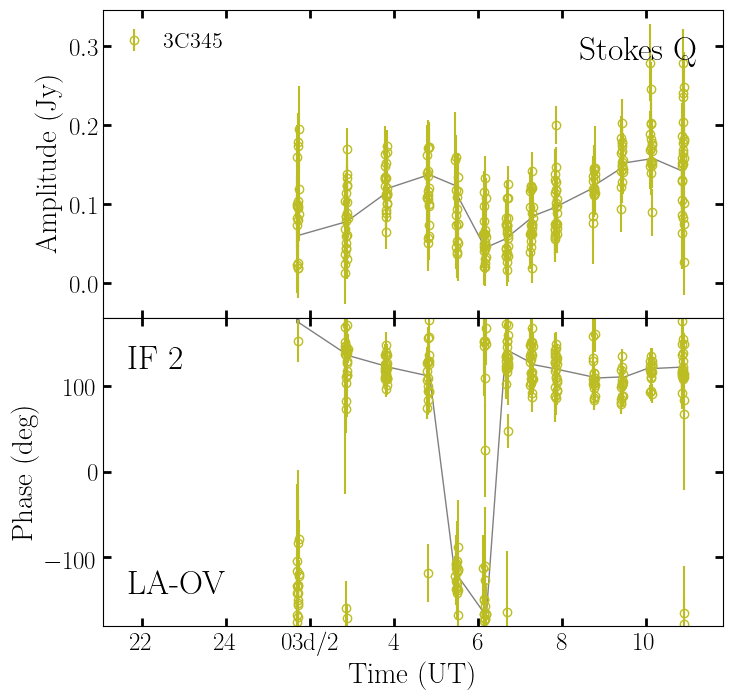 3C345
Stokes Q
0.3
0.2
0.1
0.0
Amplitude (Jy)
IF 2
100
0
−100
Phase (deg)
LA-OV
22 24 03d/2 4 6 8 10
Time (UT)